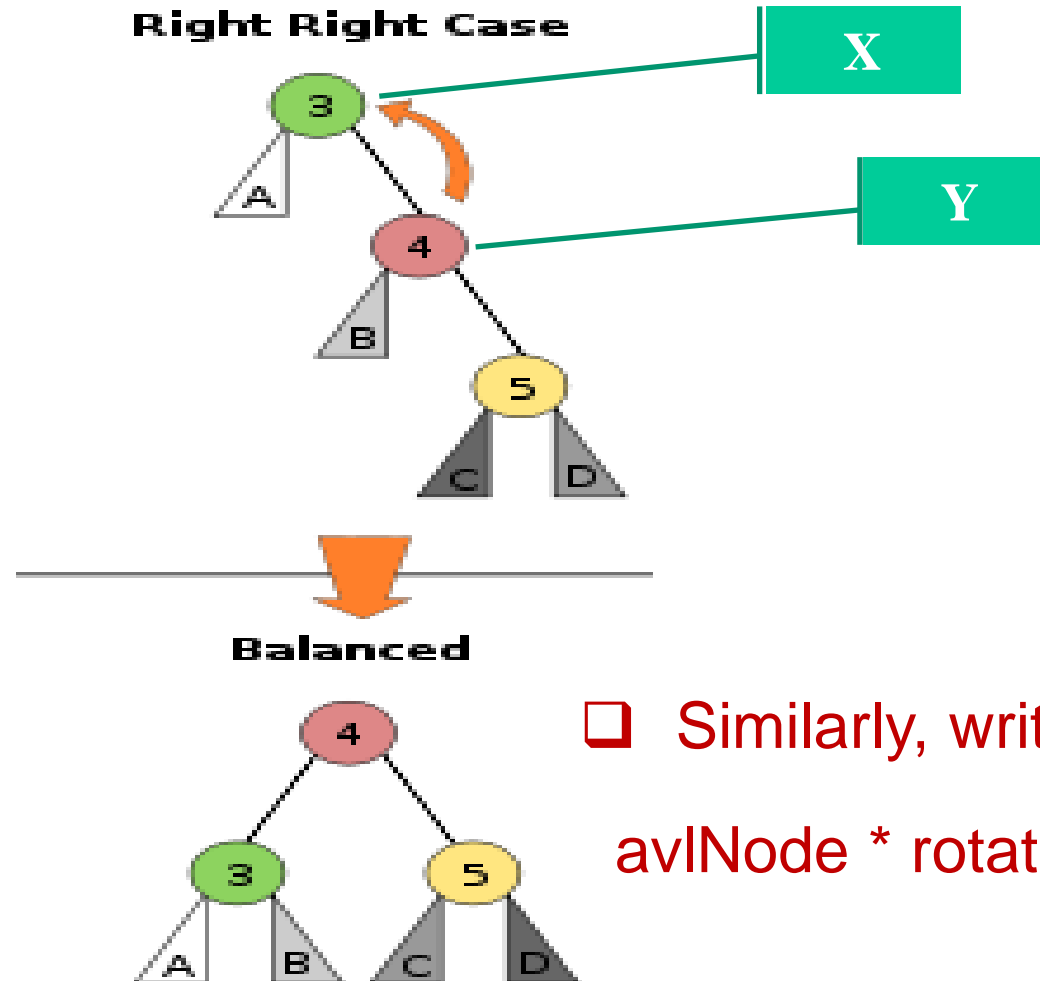 Right Right Case
X
3
A
Y
4
B
5
C D
Balanced
4
❑ Similarly, writ
avlNode * rotat
3 5
A B C D